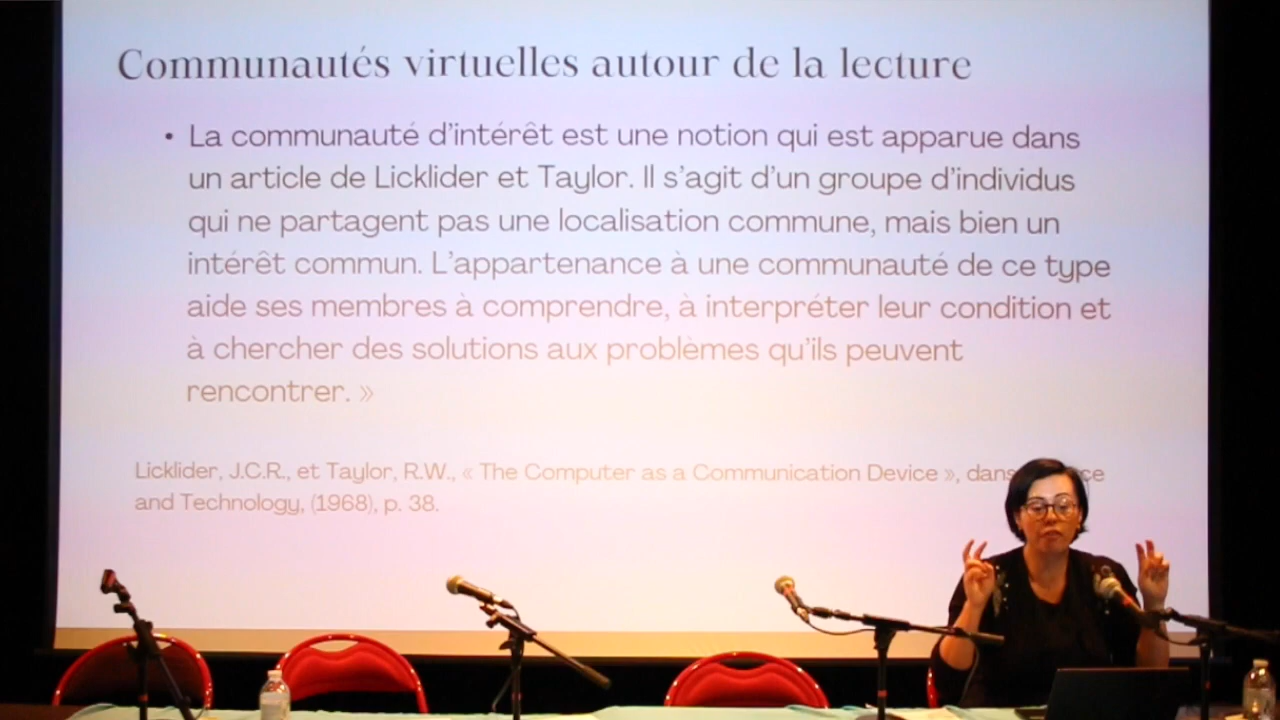 Communautés virtuelles autour de la lecture
• La communauté d'intérêt est une notion qui est apparue dans
un article de Licklider et Taylor. Il s'agit d'un groupe d'individus
qui ne partagent pas une localisation commune, mais bien un
intérêt commun. L'appartenance à une communauté de ce type
aide ses membres à comprendre, à interpréter leur condition et
à chercher des solutions aux problèmes qu'ils peuvent
rencontrer. »
Licklider, J.C.R., et Taylor, R.W., « The Computer as a Communication Device », dans
and Technology, (1968), p. 38.